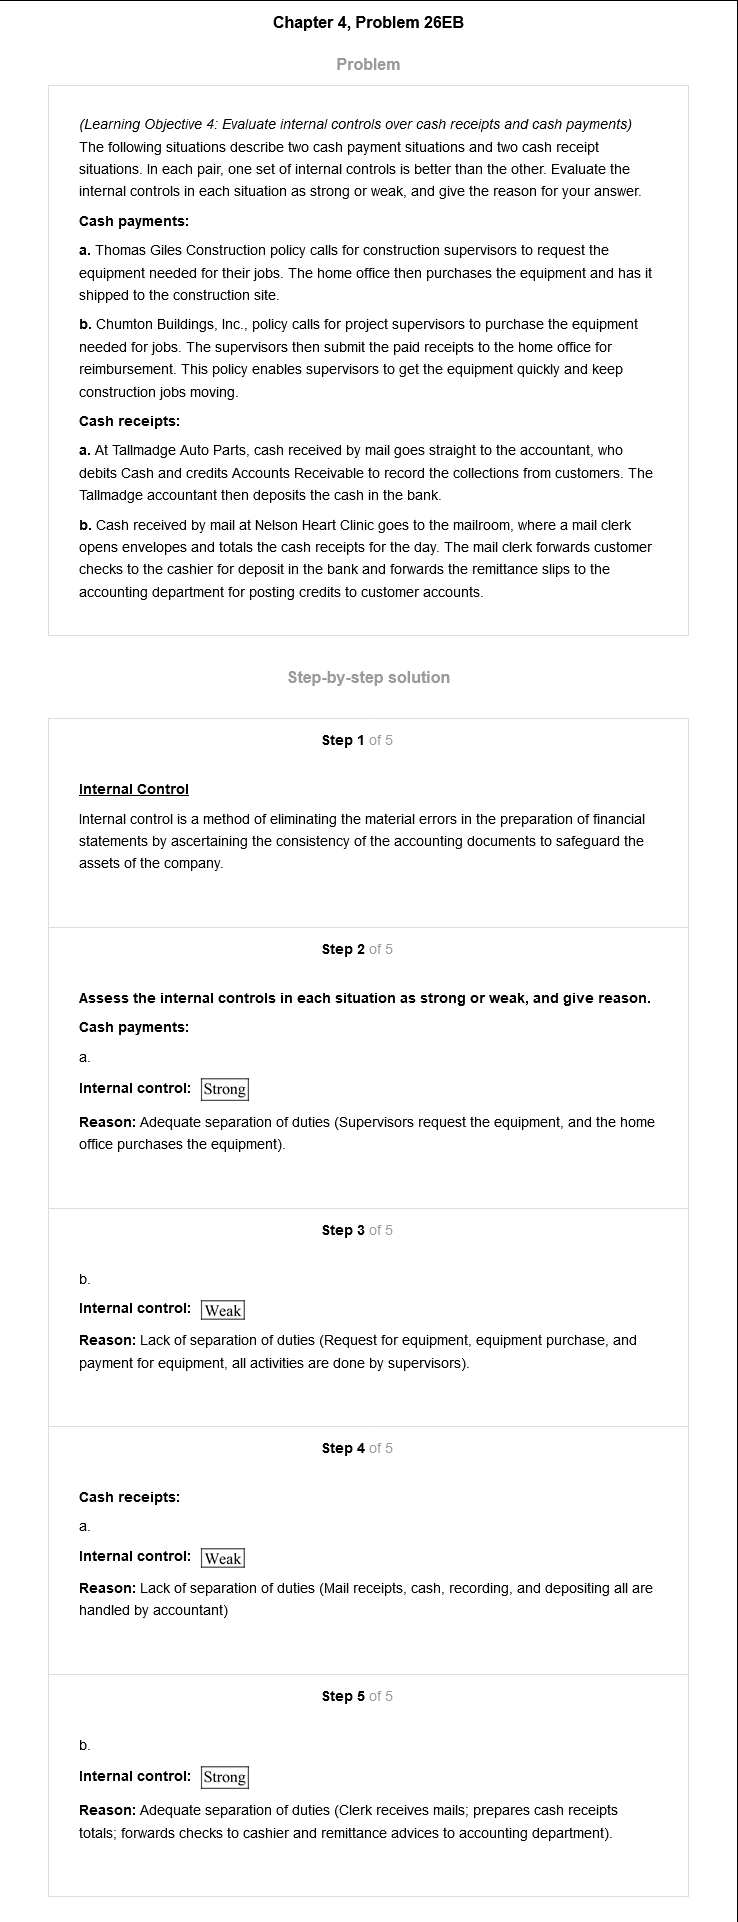 Chapter 4, Problem 26EB
Problem
(Learning Objective 4: Evaluate internal controls over cash receipts and cash payments)
The following situations describe two cash payment situations and two cash receipt
situations. In each pair, one set of internal controls is better than the other. Evaluate the
internal controls in each situation as strong or weak, and give the reason for your answer.
Cash payments:
a. Thomas Giles Construction policy calls for construction supervisors to request the
equipment needed for their jobs. The home office then purchases the equipment and has it
shipped to the construction site.
b. Chumton Buildings, Inc., policy calls for project supervisors to purchase the equipment
needed for jobs. The supervisors then submit the paid receipts to the home office for
reimbursement. This policy enables supervisors to get the equipment quickly and keep
construction jobs moving.
Cash receipts:
a. At Tallmadge Auto Parts, cash received by mail goes straight to the accountant, who
debits Cash and credits Accounts Receivable to record the collections from customers. The
Tallmadge accountant then deposits the cash in the bank.
b. Cash received by mail at Nelson Heart Clinic goes to the mailroom, where a mail clerk
opens envelopes and totals the cash receipts for the day. The mail clerk forwards customer
checks to the cashier for deposit in the bank and forwards the remittance slips to the
accounting department for posting credits to customer accounts.
Step-by-step solution
Step 1 of 5
Internal Control
Internal control is a method of eliminating the material errors in the preparation of financial
statements by ascertaining the consistency of the accounting documents to safeguard the
assets of the company.
Step 2 of 5
Assess the internal controls in each situation as strong or weak, and give reason.
Cash payments:
a.
Internal control: Strong
Reason: Adequate separation of duties (Supervisors request the equipment, and the home
office purchases the equipment).
Step 3 of 5
b.
Internal control: Weak
Reason: Lack of separation of duties (Request for equipment, equipment purchase, and
payment for equipment, all activities are done by supervisors).
Step 4 of 5
Cash receipts:
a.
Internal control: Weak
Reason: Lack of separation of duties (Mail receipts, cash, recording, and depositing all are
handled by accountant)
Step 5 of 5
b.
Internal control: Strong
Reason: Adequate separation of duties (Clerk receives mails; prepares cash receipts
totals; forwards checks to cashier and remittance advices to accounting department).